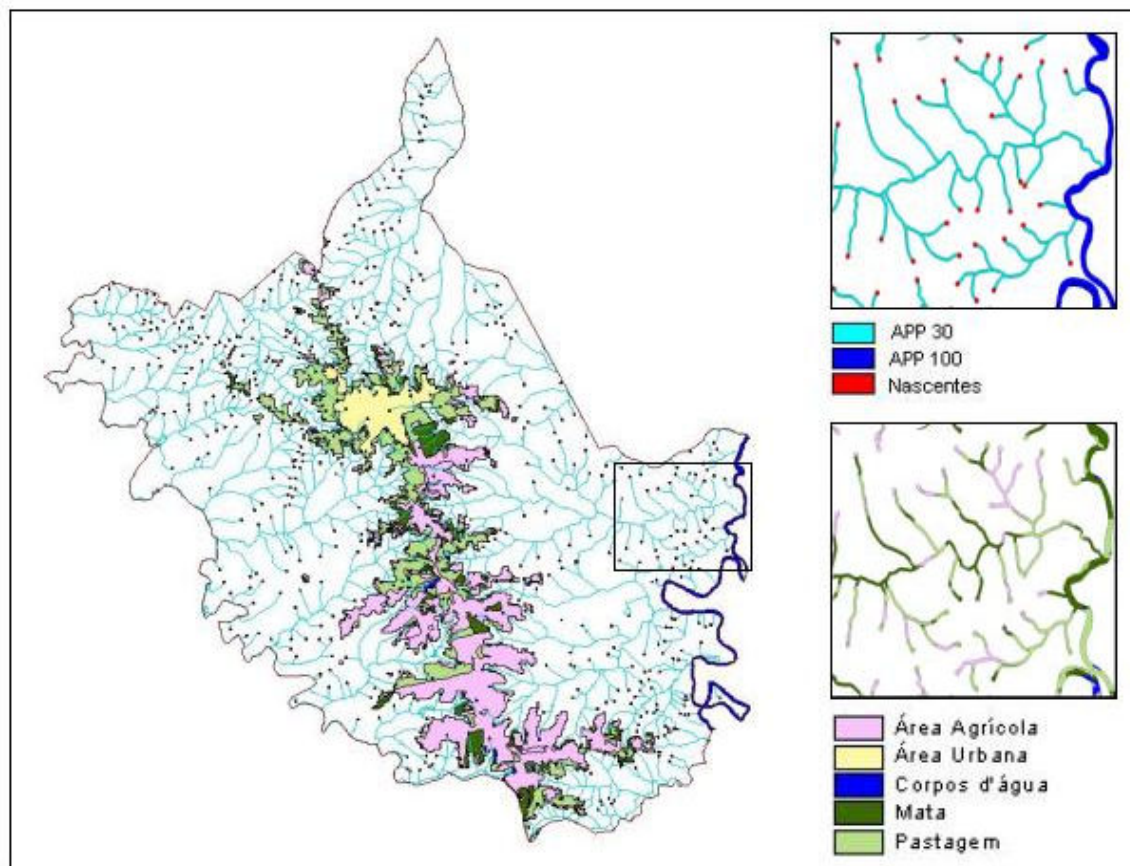 APP 30
APP 100
Nascentes
Área Agrícola
Área Urbana
Corpos d'água
Mata
Pastagem